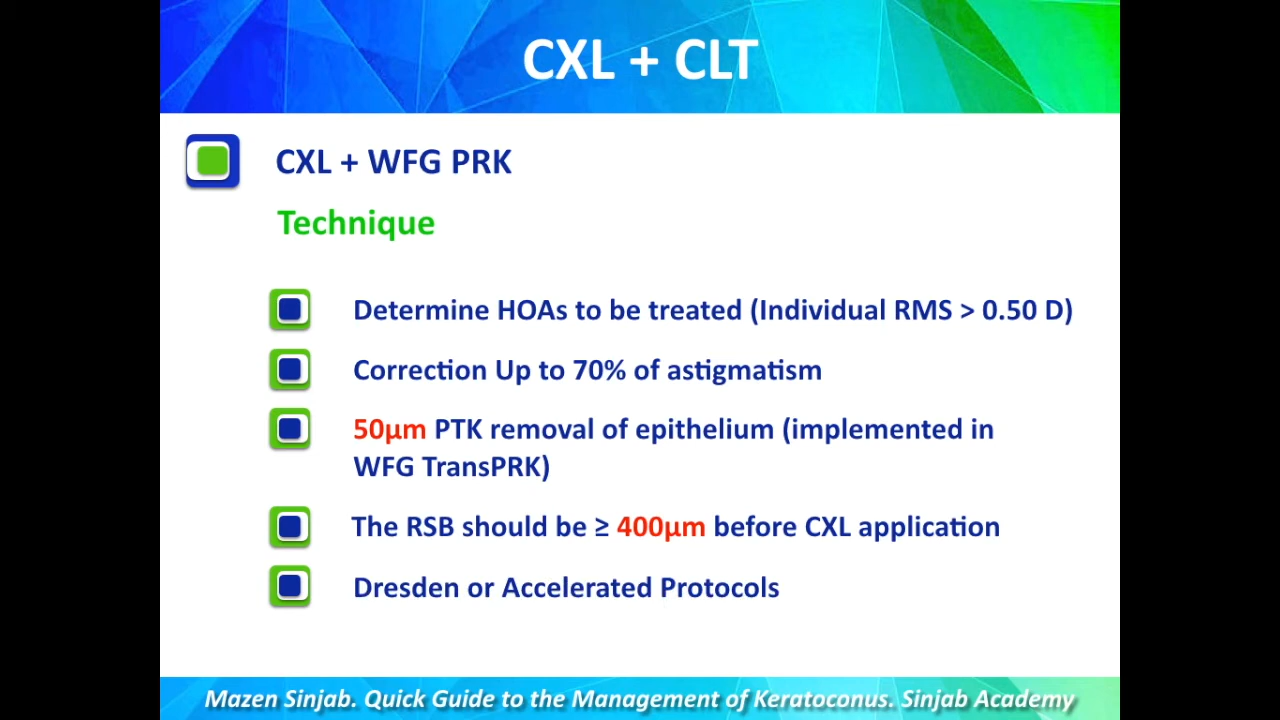 CXL + CLT
CXL + WFG PRK
Technique
Determine HOAs to be treated (Individual RMS > 0.50 D)
Correction Up to 70% of astigmatism
50µm PTK removal of epithelium (implemented in
WFG TransPRK)
The RSB should be ≥ 400µm before CXL application
Dresden or Accelerated Protocols
Mazen Sinjab. Quick Guide to the Management of Keratoconus. Sinjab Academy